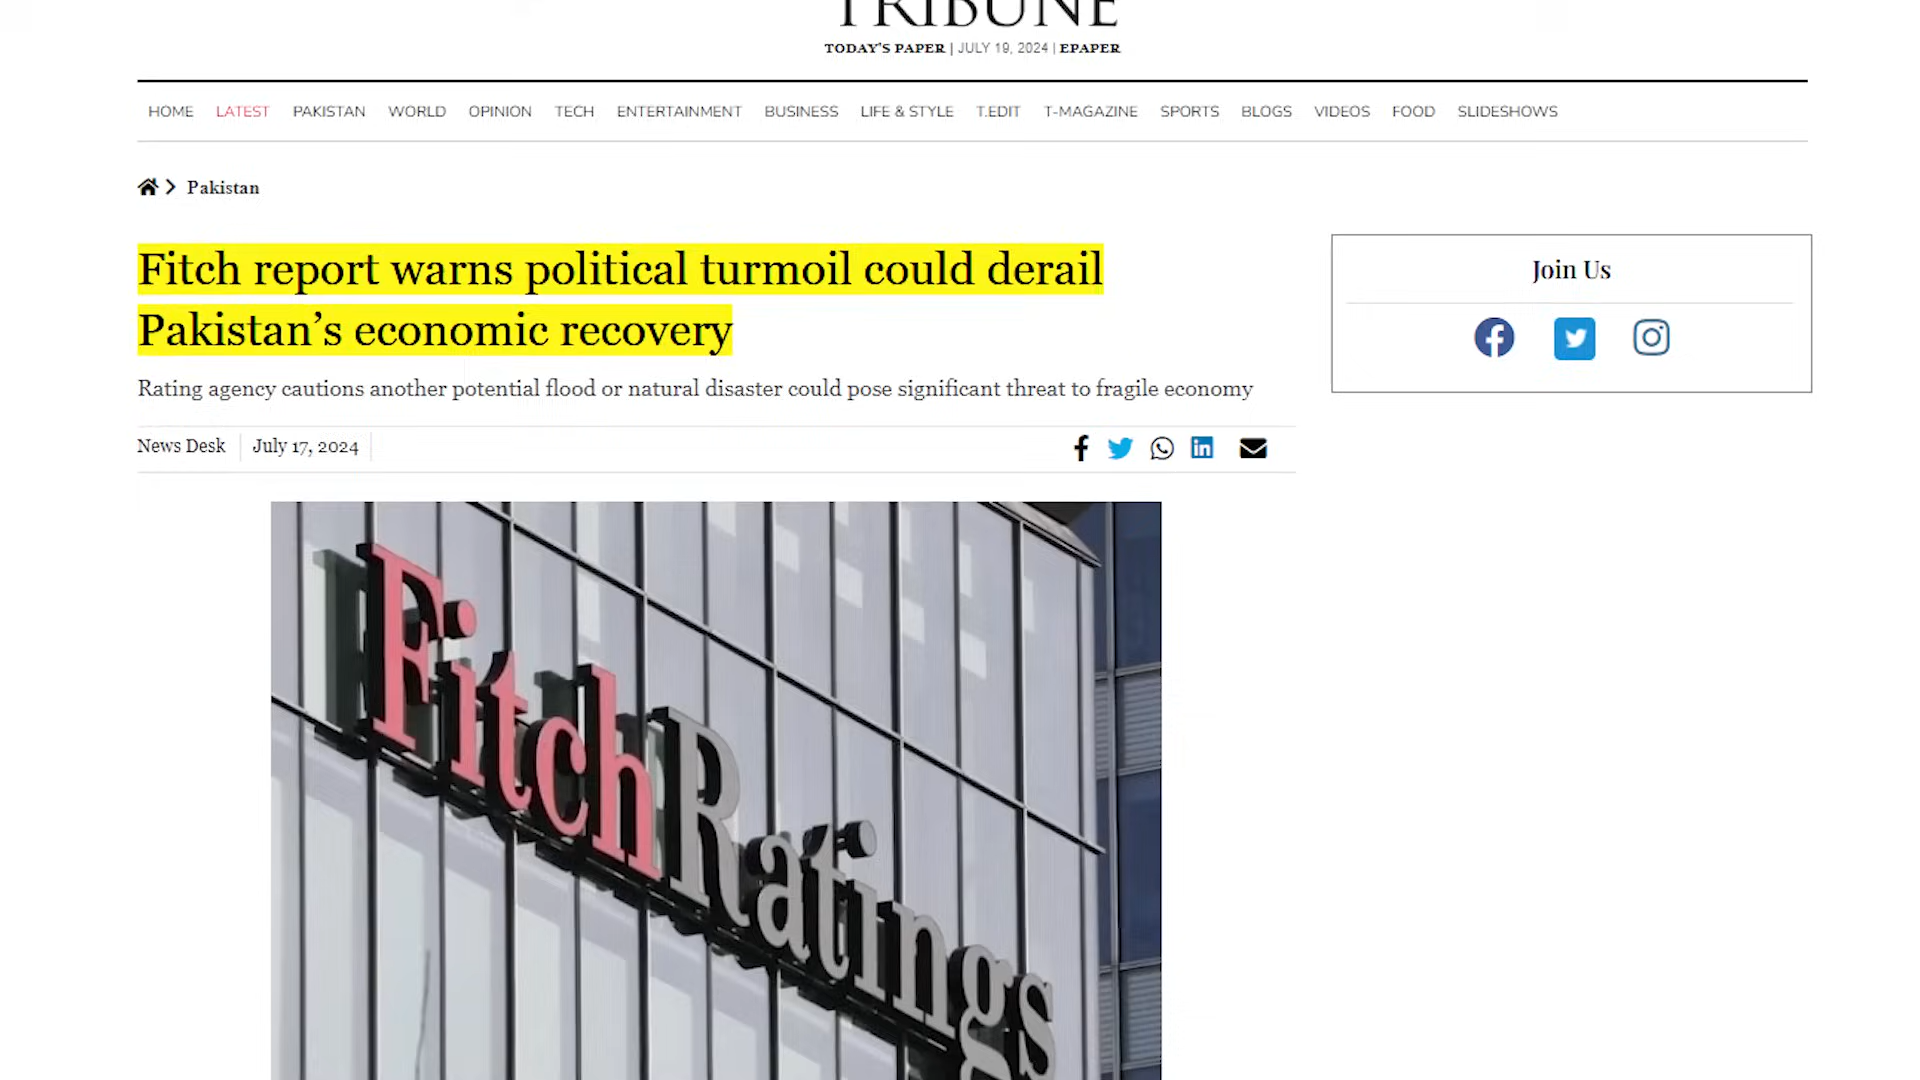 TRIBUNE
TODAY'S PAPER | JULY 19, 2024 | EPAPER
HOME LATEST PAKISTAN WORLD OPINION TECH ENTERTAINMENT BUSINESS LIFE & STYLE T.EDIT T-MAGAZINE SPORTS BLOGS VIDEOS FOOD SLIDESHOWS
Pakistan
Fitch report warns political turmoil could derail
Pakistan’s economic recovery
Rating agency cautions another potential flood or natural disaster could pose significant threat to fragile economy
News Desk July 17, 2024
Join Us
FitchRatings